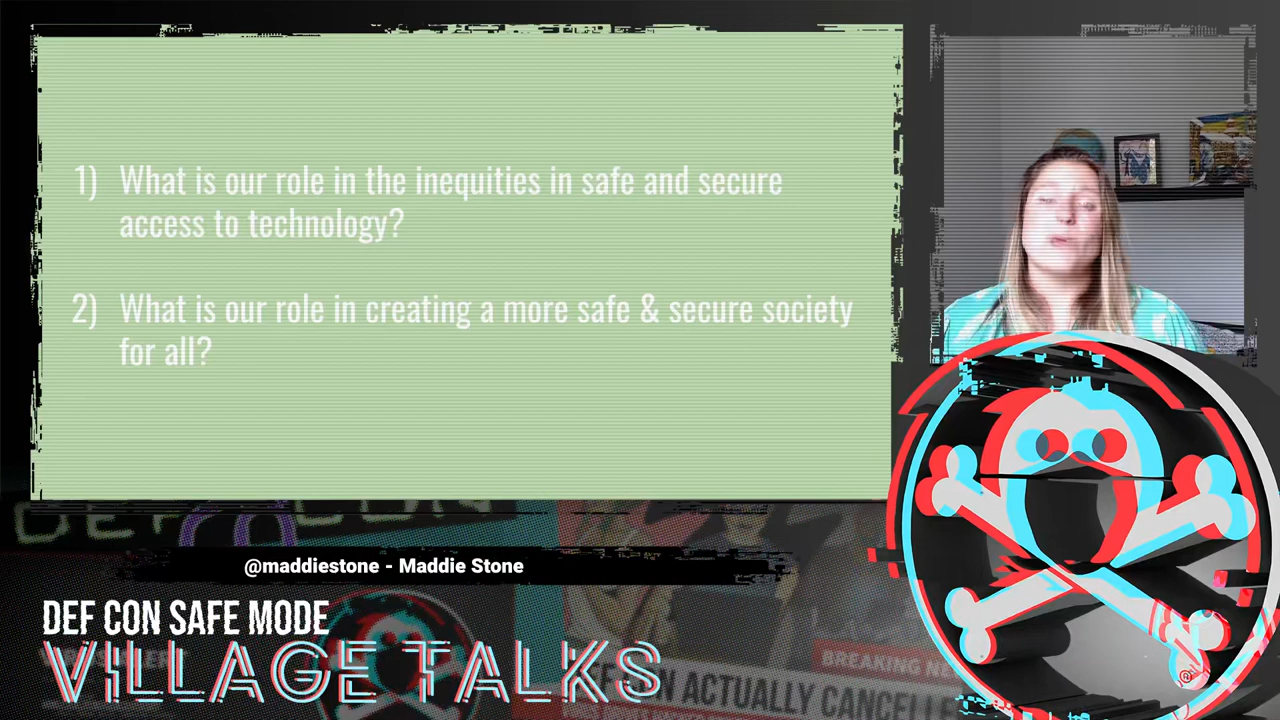 1) What is our role in the inequities in safe and secure
access to technology?
2) What is our role in creating a more safe & secure society
for all?
DEF CON
@maddiestone - Maddie Stone
DEF CON SAFE MODE
VILLAGE TALKS
BREAKING
ACTUALLY
®